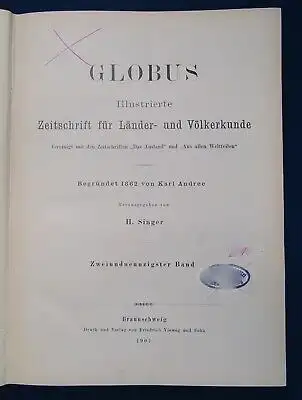 GLOBUS
Illustrierte
Zeitschrift für Länder- und Völkerkunde
Vereinigt mit den Zeitschriften „Das Ausland“ und „Aus allen Weltteilen“
Begründet 1862 von Karl Andree
Herausgegeben von
H. Singer
Zweiundneunzigster Band
Braunschweig
Druck und Verlag von Friedrich Vieweg und Sohn